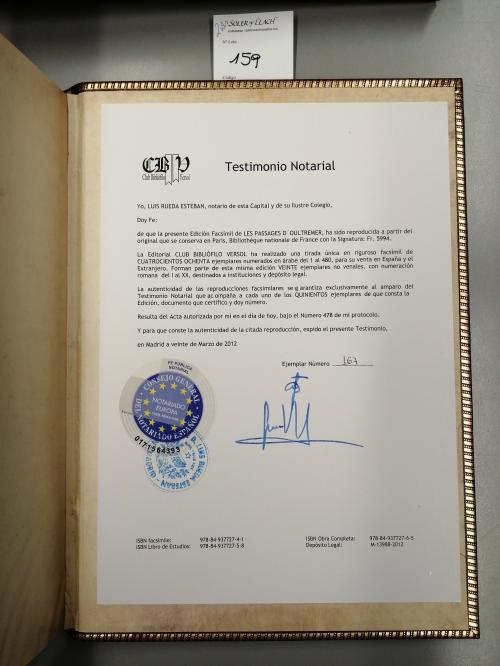 SOLER Y LLACH
Nº Lote
159
CBV
Club Bibliófilo Versol
Testimonio Notarial
Yo, LUIS RUEDA ESTEBAN, notario de esta Capital y de su Ilustre Colegio,
Doy Fe:
de que la presente Edición Facsímil de LES PASSAGES D´OULTREMER, ha sido reproducida a partir del
original que se conserva en París, Bibliothèque nationale de France con la Signatura: Fr. 5594.
La Editorial CLUB BIBLIÓFILO VERSOL ha realizado una tirada única en riguroso facsímil de
CUATROCIENTOS OCHENTA ejemplares numerados en árabe del 1 al 480, para su venta en España y el
Extranjero. Forman parte de esta misma edición VEINTE ejemplares no venales, con numeración
romana del I al XX, destinados a instituciones y depósito legal.
La autenticidad de las reproducciones facsimilares se garantiza exclusivamente al amparo del
Testimonio Notarial que acompaña a cada uno de los QUINIENTOS ejemplares de que consta la
Edición, documento que certifico y doy número.
Resulta del Acta autorizada por mi en el día de hoy, bajo el Número 478 de mi protocolo.
Y para que conste la autenticidad de la citada reproducción, expido el presente Testimonio,
en Madrid a veinte de Marzo de 2012
Ejemplar Número 167
FE PÚBLICA
NOTARIAL
CONSEJO GENERAL
DEL NOTARIADO ESPAÑOL
NOTARIADO
EUROPA
0171564393
LUIS RUEDA ESTEBAN
ISBN facsímile: 978-84-937727-4-1
ISBN Libro de Estudios: 978-84-937727-5-8
ISBN Obra Completa: 978-84-937727-6-5
Depósito Legal: M-13988-2012